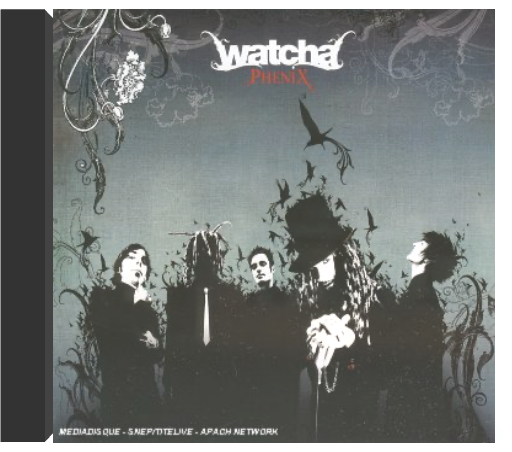 watcha
PHENIX
MEDIADISQUE - SNEP/TITELIVE - APACH NETWORK